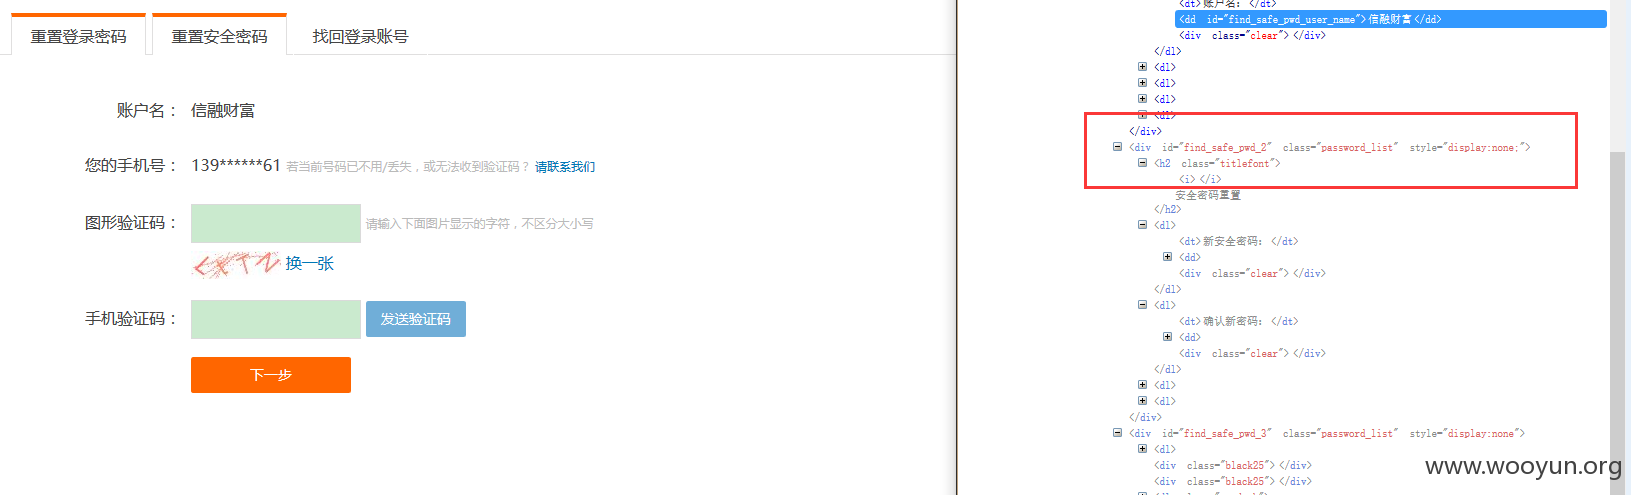 重置登录密码 重置安全密码 找回登录账号
账户名： 信融财富
您的手机号： 139******61 若当前号码已不用/丢失，或无法收到验证码？ 请联系我们
图形验证码： 请输入下面图片显示的字符，不区分大小写
换一张
手机验证码： 发送验证码
下一步
<dt>账户名：</dt>
<dd id="find_safe_pwd_user_name">信融财富</dd>
<div class="clear"></div>
</dl>
<dl>
<dl>
<dl>
<dl>
</div>
<div id="find_safe_pwd_2" class="password_list" style="display:none;">
<h2 class="titlefont">
<i></i>
安全密码重置
</h2>
<dl>
<dt>新安全密码：</dt>
<dd>
<div class="clear"></div>
</dl>
<dl>
<dt>确认新密码：</dt>
<dd>
<div class="clear"></div>
</dl>
<dl>
<dl>
</div>
<div id="find_safe_pwd_3" class="password_list" style="display:none">
<dl>
<div class="black25"></div>
<div class="black25"></div>
www.wooyun.org